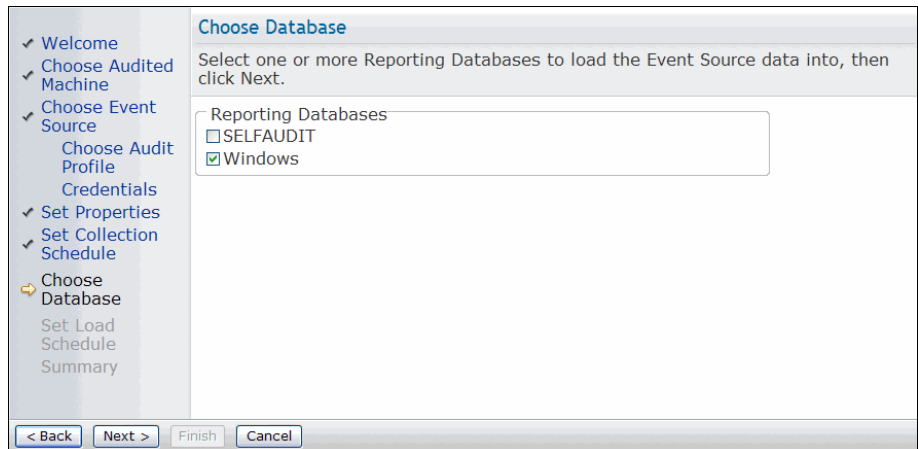 Welcome
Choose Audited
Machine
Choose Event
Source
Choose Audit
Profile
Credentials
Set Properties
Set Collection
Schedule
Choose
Database
Set Load
Schedule
Summary
Choose Database
Select one or more Reporting Databases to load the Event Source data into, then
click Next.
Reporting Databases
SELFAUDIT
Windows
< Back
Next >
Finish
Cancel